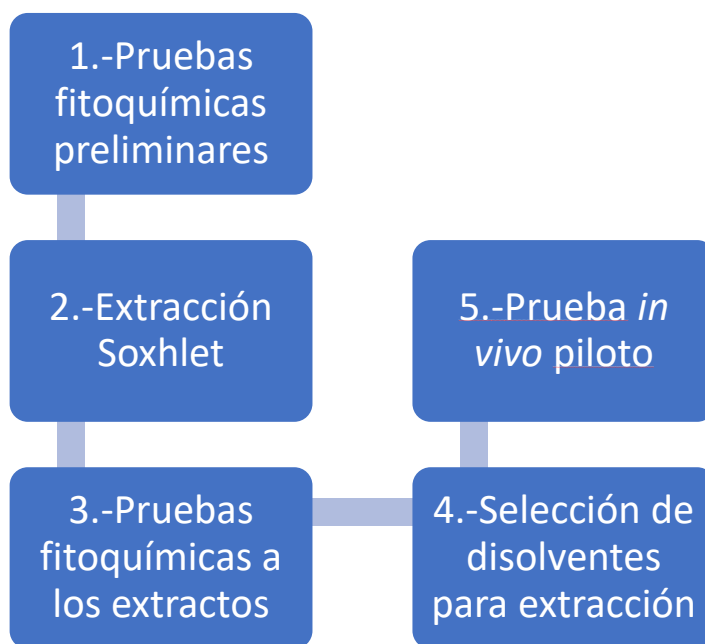 1.-Pruebas
fitoquímicas
preliminares
2.-Extracción
Soxhlet
3.-Pruebas
fitoquímicas a
los extractos
4.-Selección de
disolventes
para extracción
5.-Prueba in
vivo piloto